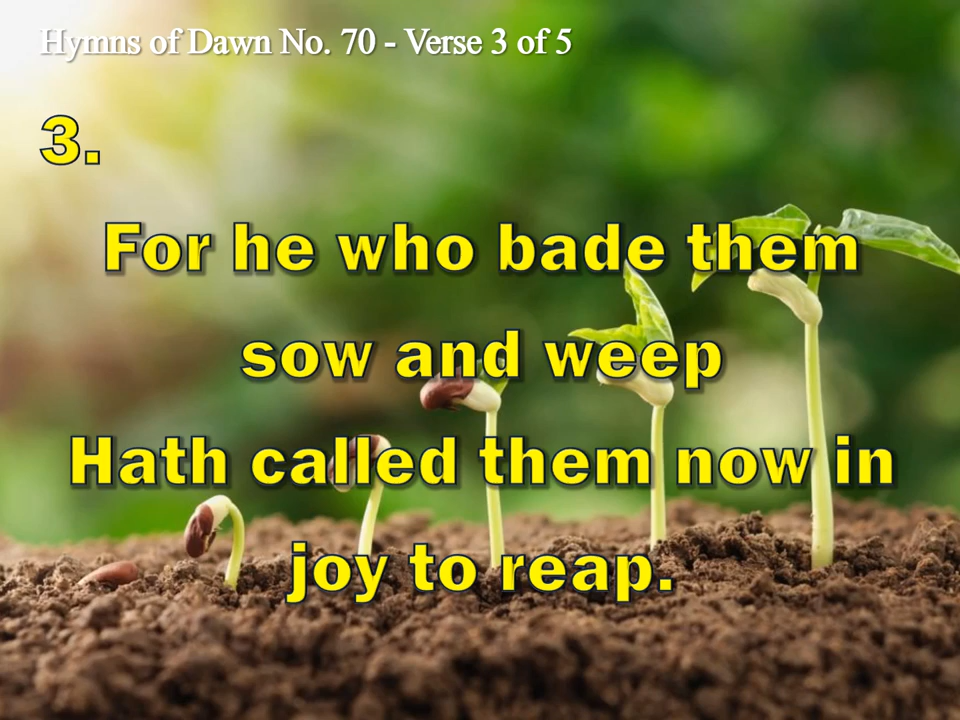 Hymns of Dawn No. 70 - Verse 3 of 5
3.
For he who bade them
sow and weep
Hath called them now in
joy to reap.